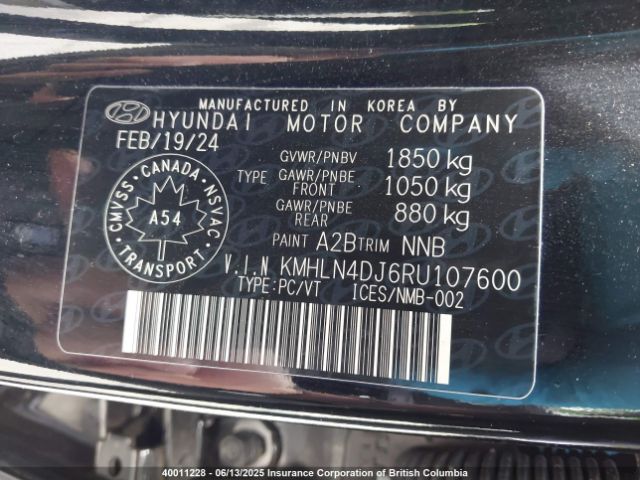 MANUFACTURED IN KOREA BY
HYUNDAI MOTOR COMPANY
FEB/19/24
GVWR/PNBV 1850 kg
TYPE GAWR/PNBE FRONT 1050 kg
GAWR/PNBE REAR 880 kg
CMVSS · CANADA · NSVAC
A54
TRANSPORT
PAINT A2B TRIM NNB
V.I.N KMHLN4DJ6RU107600
TYPE:PC/VT ICES/NMB-002
40011228 - 06/13/2025 Insurance Corporation of British Columbia